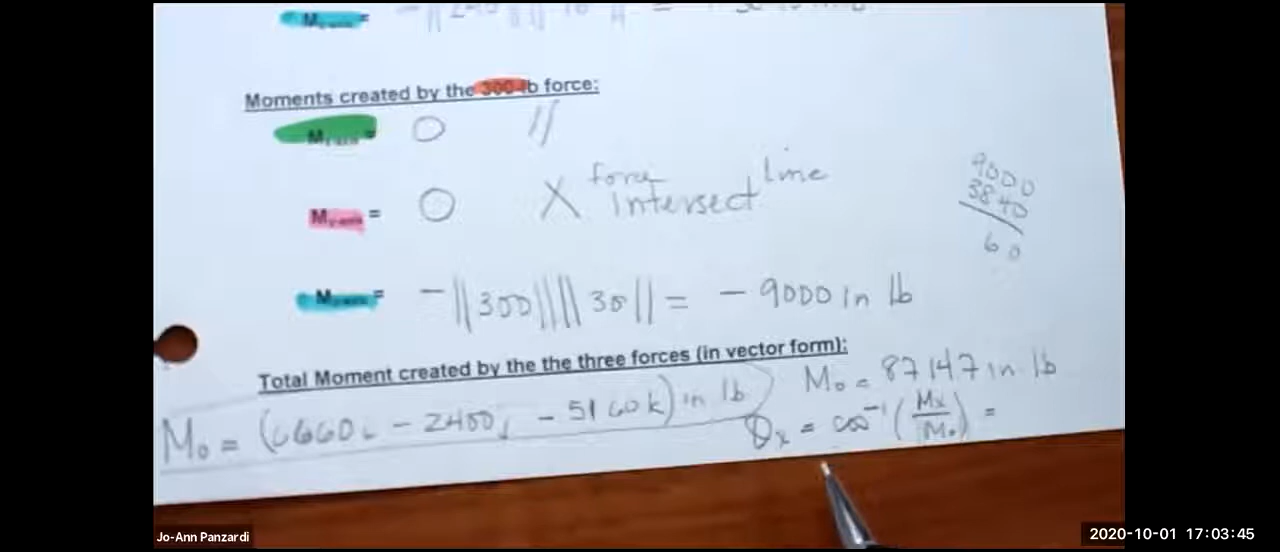 Moments created by the 300-lb force:
= 0 //
9000
3840
60
= 0 X force intersect line
= - ||300|| ||30|| = - 9000 in lb
Total Moment created by the the three forces (in vector form):
Mo = 87147 in lb
Mo = (6660i - 2400j - 5160k) in lb
θx = cos⁻¹ (Mx/Mo) =
Jo-Ann Panzardi
2020-10-01 17:03:45